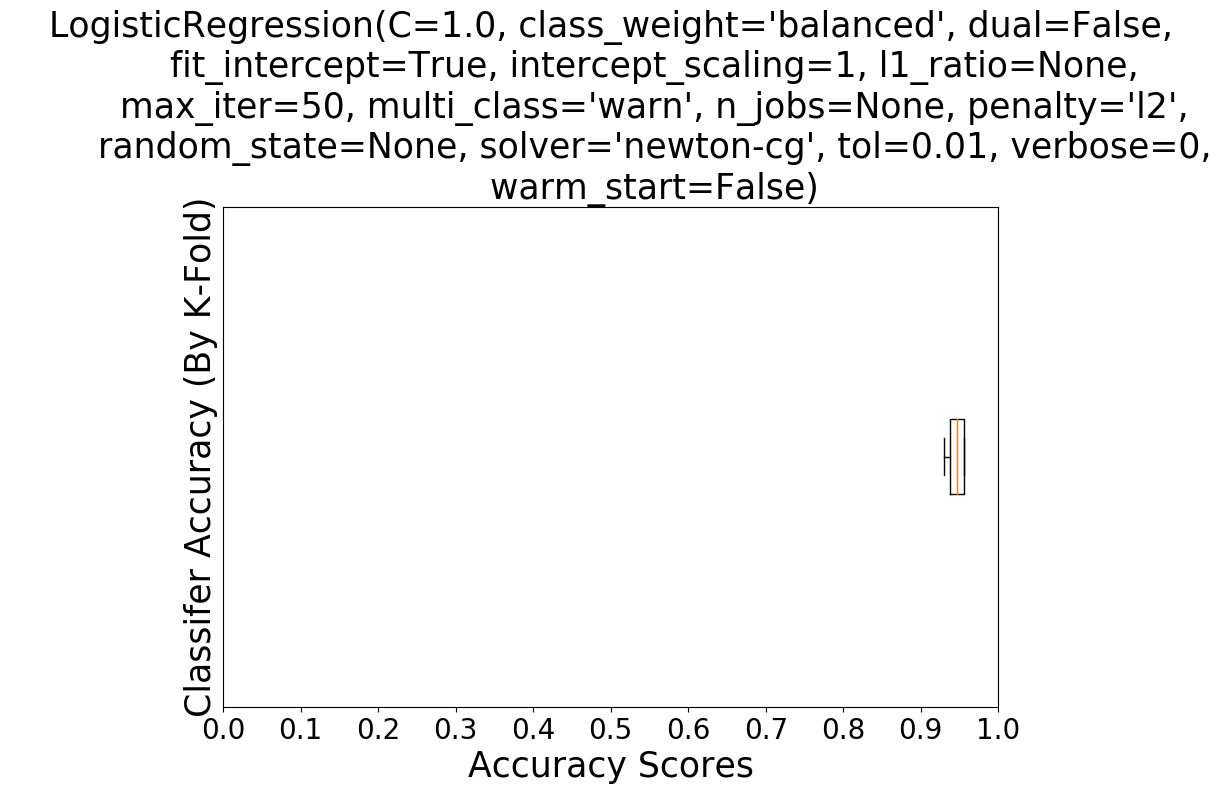 LogisticRegression(C=1.0, class_weight='balanced', dual=False,
fit_intercept=True, intercept_scaling=1, l1_ratio=None,
max_iter=50, multi_class='warn', n_jobs=None, penalty='l2',
random_state=None, solver='newton-cg', tol=0.01, verbose=0,
warm_start=False)
Classifer Accuracy (By K-Fold)
0.0 0.1 0.2 0.3 0.4 0.5 0.6 0.7 0.8 0.9 1.0
Accuracy Scores